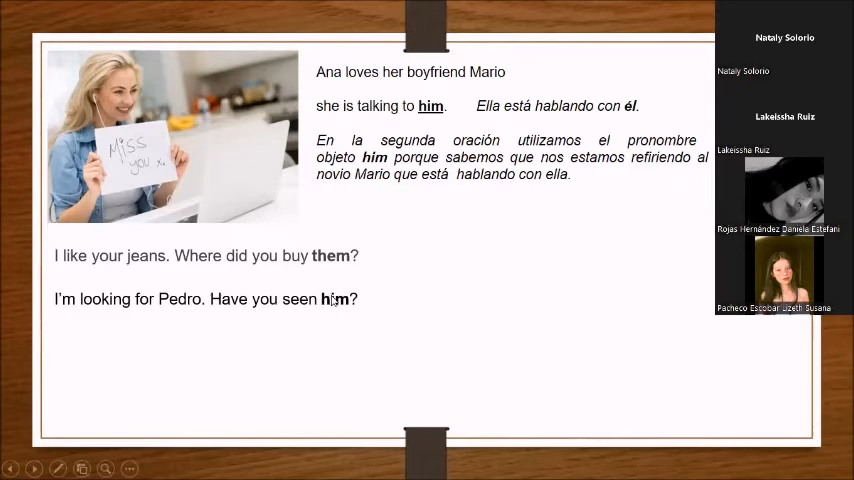 Nataly Solorio
Nataly Solorio
Lakeissha Ruiz
Lakeissha Ruiz
Rojas Hernández Daniela Estefani
Pacheco Escobar Lizeth Susana
MISS
you x.
Ana loves her boyfriend Mario
she is talking to him. Ella está hablando con él.
En la segunda oración utilizamos el pronombre
objeto him porque sabemos que nos estamos refiriendo al
novio Mario que está hablando con ella.
I like your jeans. Where did you buy them?
I'm looking for Pedro. Have you seen him?